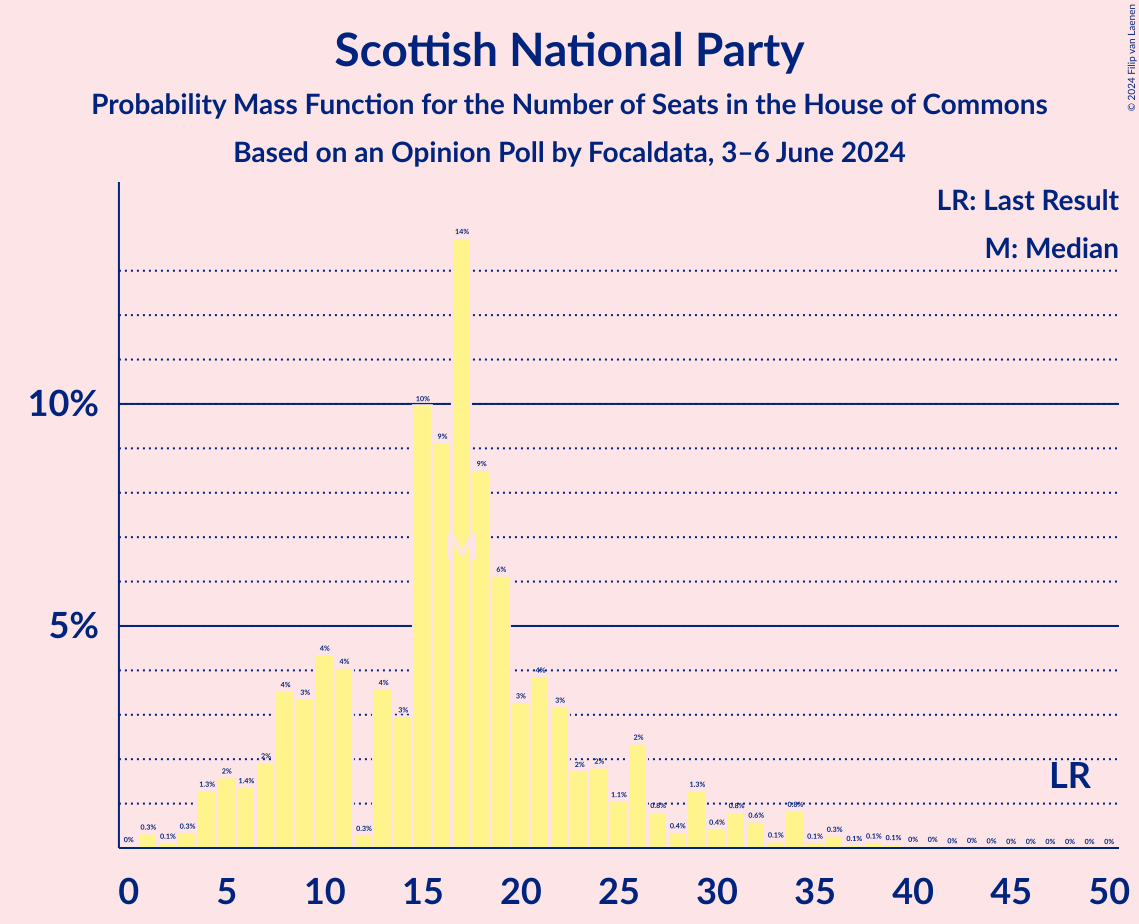 Scottish National Party
Probability Mass Function for the Number of Seats in the House of Commons
Based on an Opinion Poll by Focaldata, 3–6 June 2024
© 2024 Filip van Laenen
LR: Last Result
M: Median
10%
5%
0% 0.3% 0.1% 0.3% 1.3% 2% 1.4% 2% 4% 3% 4% 4% 0.3% 4% 3% 10% 9% 14% 9% 6% 3% 4% 3% 2% 2% 1.1% 2% 0.8% 0.4% 1.3% 0.4% 0.8% 0.6% 0.1% 0.8% 0.1% 0.3% 0.1% 0.1% 0.1% 0% 0% 0% 0% 0% 0% 0% 0% 0% 0% 0%
M
LR
0 5 10 15 20 25 30 35 40 45 50